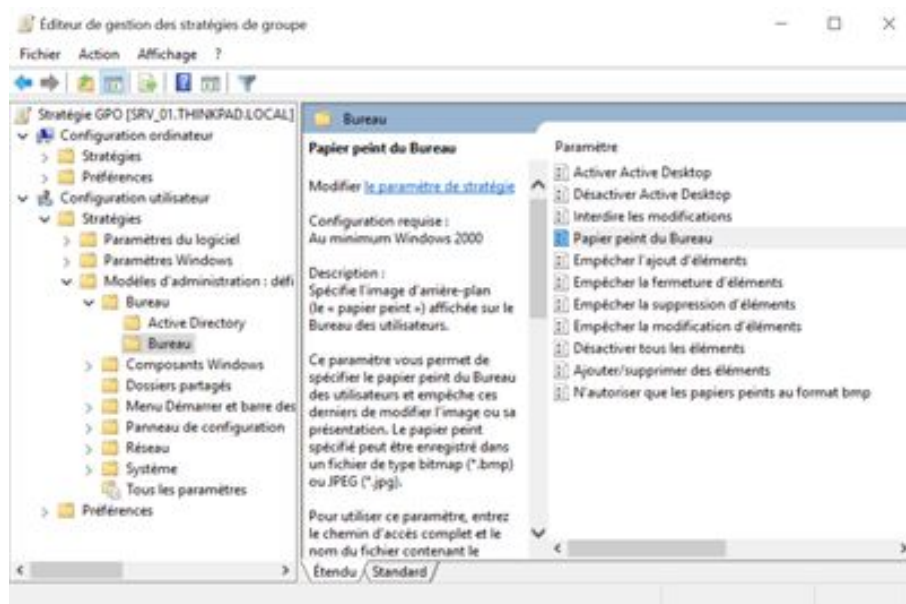 Éditeur de gestion des stratégies de groupe
Fichier Action Affichage ?
Stratégie GPO [SRV_01.THINKPAD.LOCAL]
Configuration ordinateur
Stratégies
Préférences
Configuration utilisateur
Stratégies
Paramètres du logiciel
Paramètres Windows
Modèles d'administration : défi
Bureau
Active Directory
Bureau
Composants Windows
Dossiers partagés
Menu Démarrer et barre des
Panneau de configuration
Réseau
Système
Tous les paramètres
Préférences
Bureau
Papier peint du Bureau
Modifier le paramètre de stratégie
Configuration requise :
Au minimum Windows 2000
Description :
Spécifie l'image d'arrière-plan
(le « papier peint ») affichée sur le
Bureau des utilisateurs.
Ce paramètre vous permet de
spécifier le papier peint du Bureau
des utilisateurs et empêche ces
derniers de modifier l'image ou sa
présentation. Le papier peint
spécifié peut être enregistré dans
un fichier de type bitmap (*.bmp)
ou JPEG (*.jpg).
Pour utiliser ce paramètre, entrez
le chemin d'accès complet et le
nom du fichier contenant le
Paramètre
Activer Active Desktop
Désactiver Active Desktop
Interdire les modifications
Papier peint du Bureau
Empêcher l'ajout d'éléments
Empêcher la fermeture d'éléments
Empêcher la suppression d'éléments
Empêcher la modification d'éléments
Désactiver tous les éléments
Ajouter/supprimer des éléments
N'autoriser que les papiers peints au format bmp
Étendu Standard